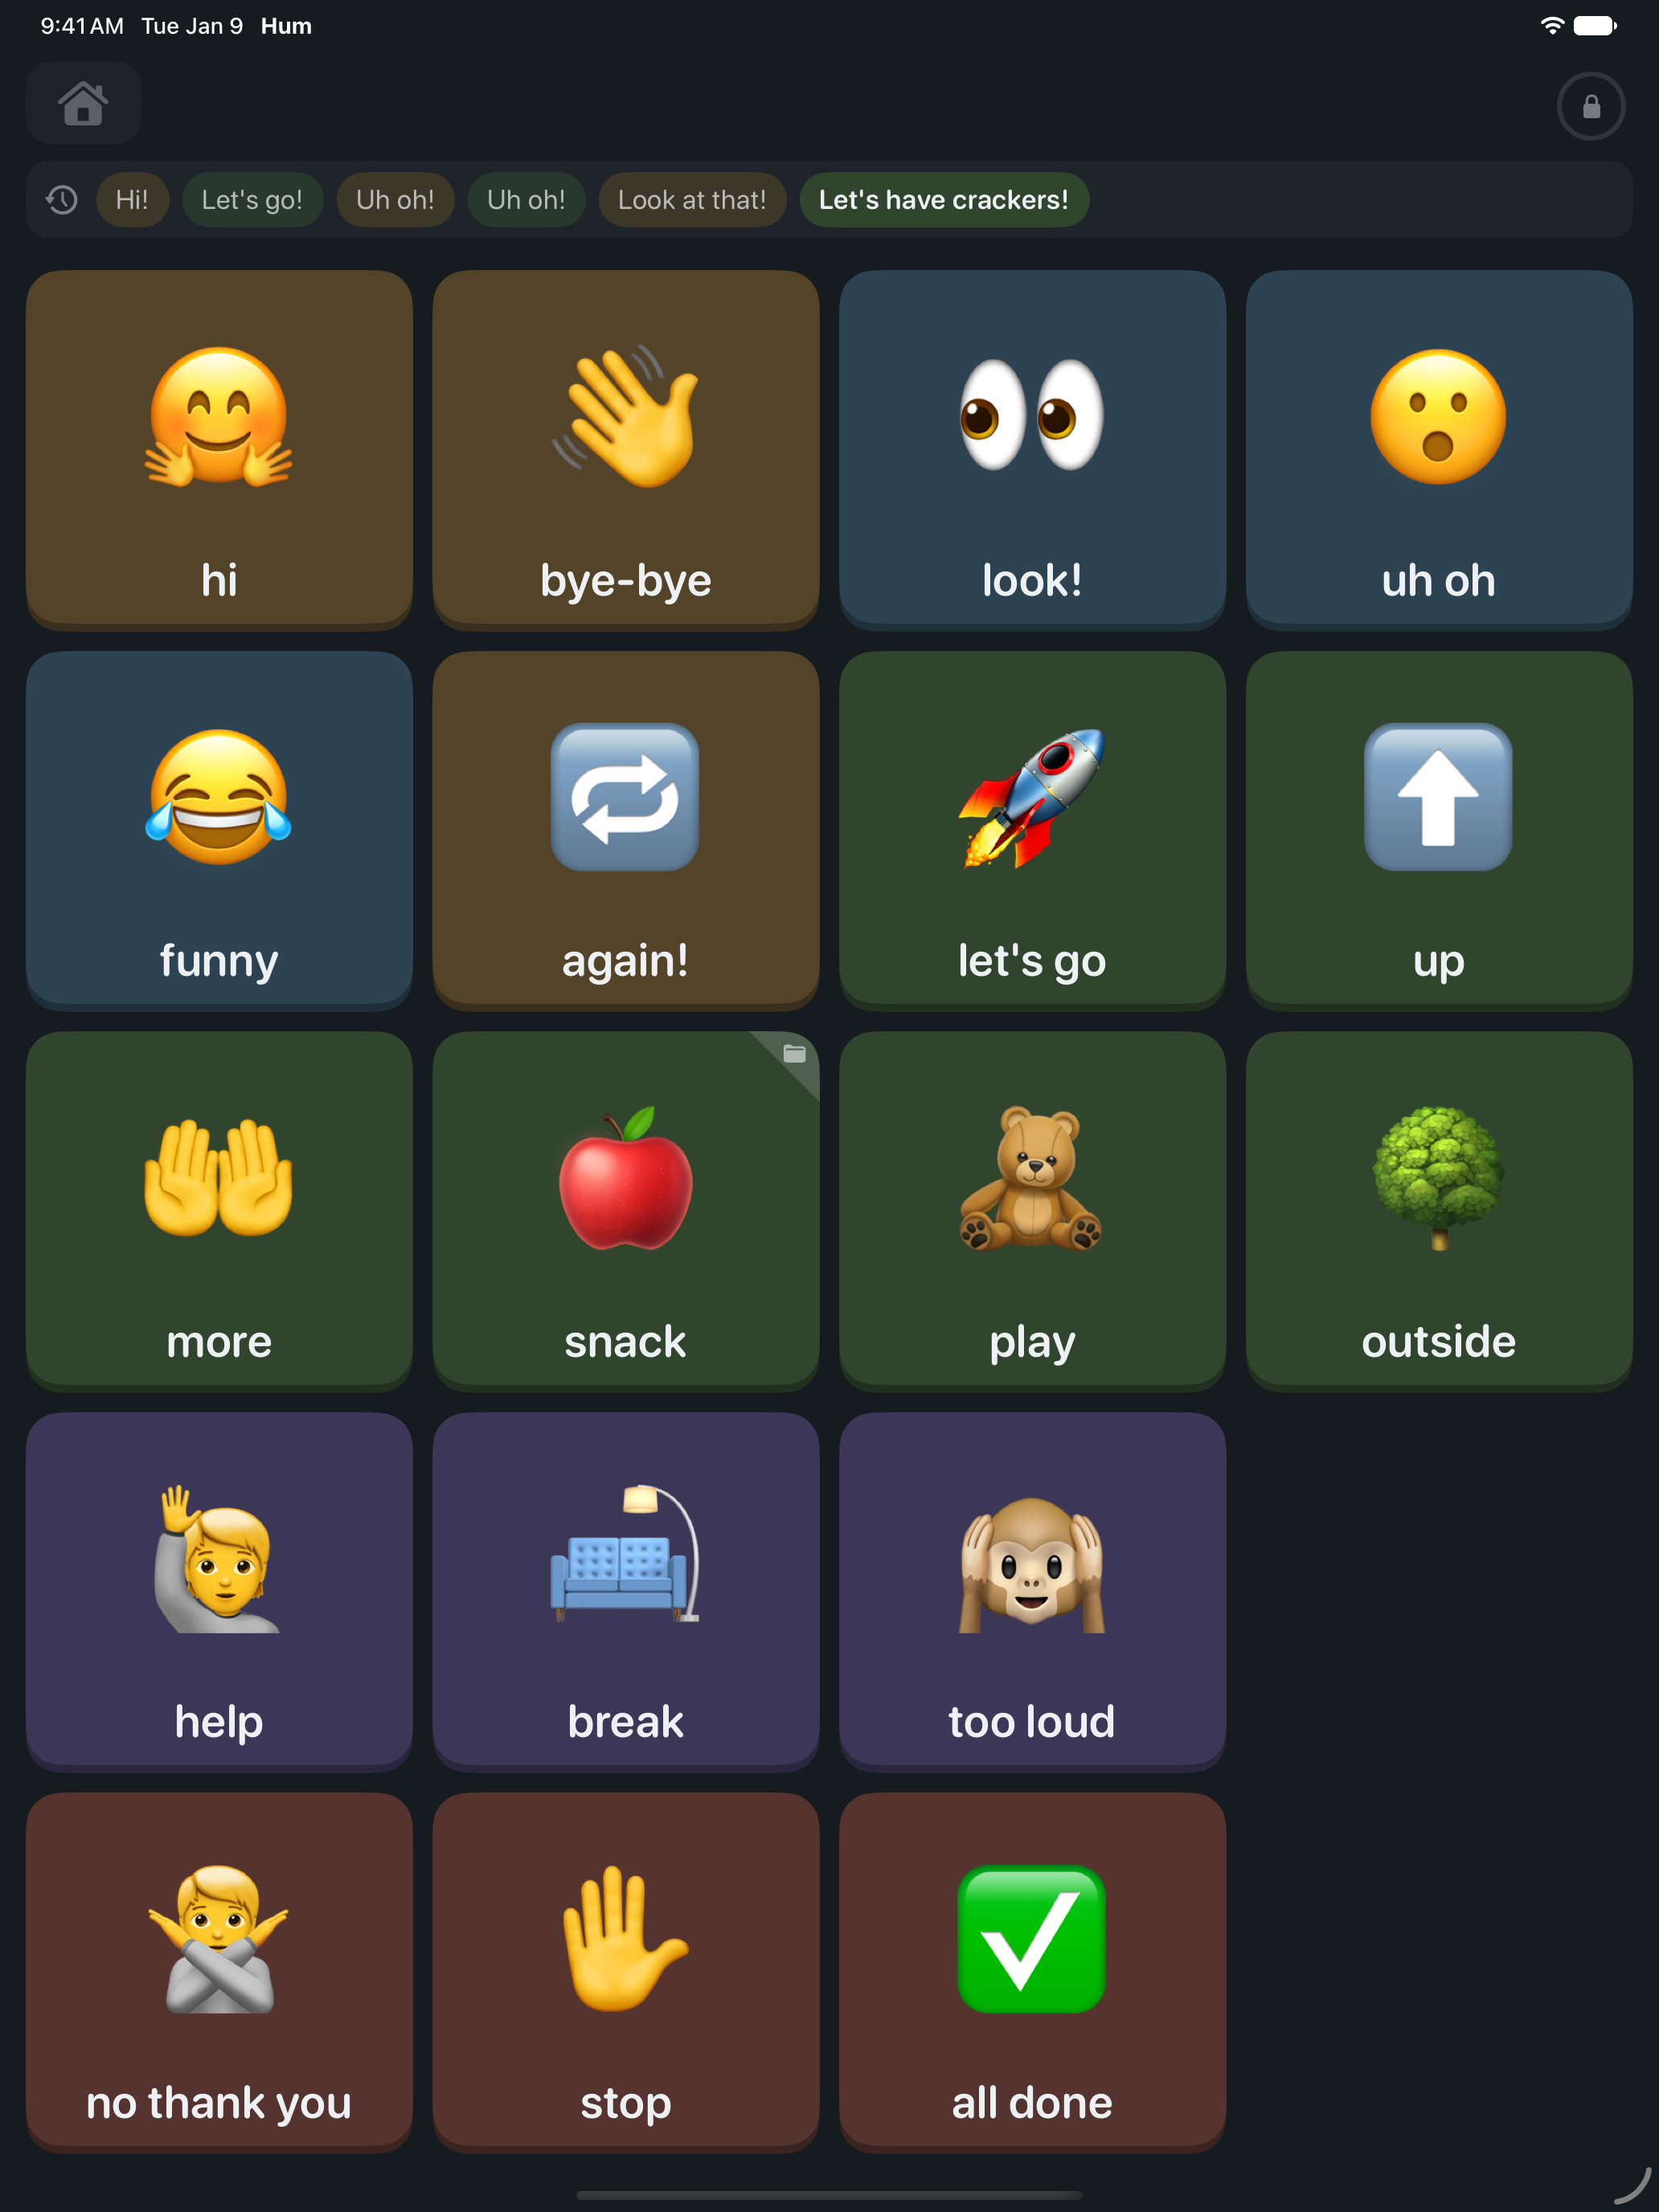 9:41 AM Tue Jan 9 Hum
Hi! Let's go! Uh oh! Uh oh! Look at that! Let's have crackers!
hi bye-bye look! uh oh
funny again! let's go up
more snack play outside
help break too loud
no thank you stop all done